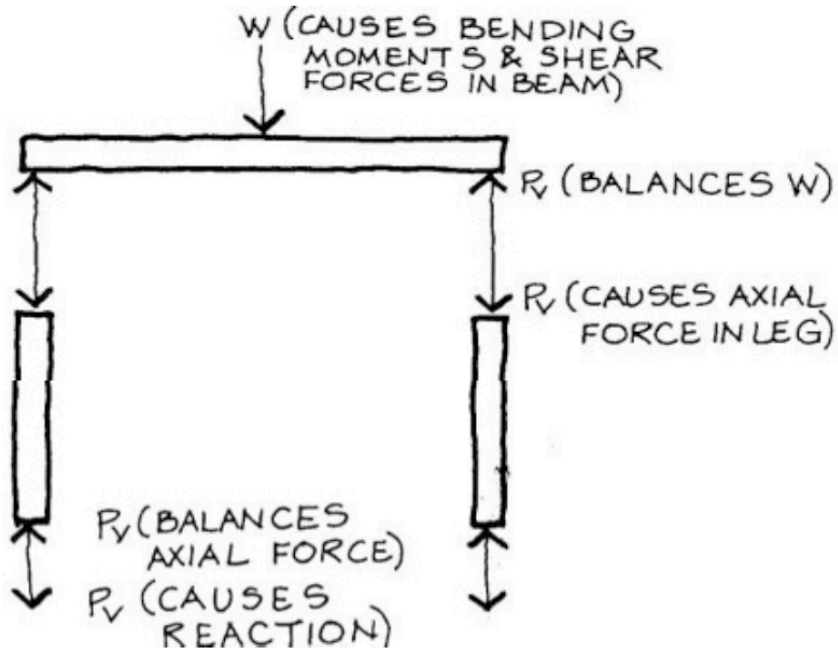 W (CAUSES BENDING
MOMENTS & SHEAR
FORCES IN BEAM)
Pv (BALANCES W)
Pv (CAUSES AXIAL
FORCE IN LEG)
Pv (BALANCES
AXIAL FORCE)
Pv (CAUSES
REACTION)